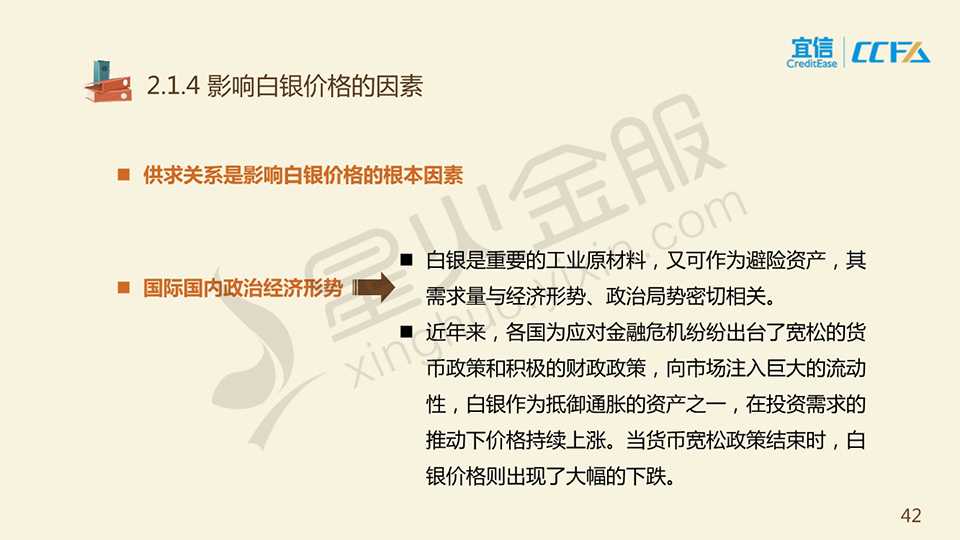 宜信
CreditEase
CCFA
2.1.4 影响白银价格的因素
■ 供求关系是影响白银价格的根本因素
■ 国际国内政治经济形势
■ 白银是重要的工业原材料，又可作为避险资产，其
需求量与经济形势、政治局势密切相关。
■ 近年来，各国为应对金融危机纷纷出台了宽松的货
币政策和积极的财政政策，向市场注入巨大的流动
性，白银作为抵御通胀的资产之一，在投资需求的
推动下价格持续上涨。当货币宽松政策结束时，白
银价格则出现了大幅的下跌。
星火金服
xinghuo.yixin.com
42